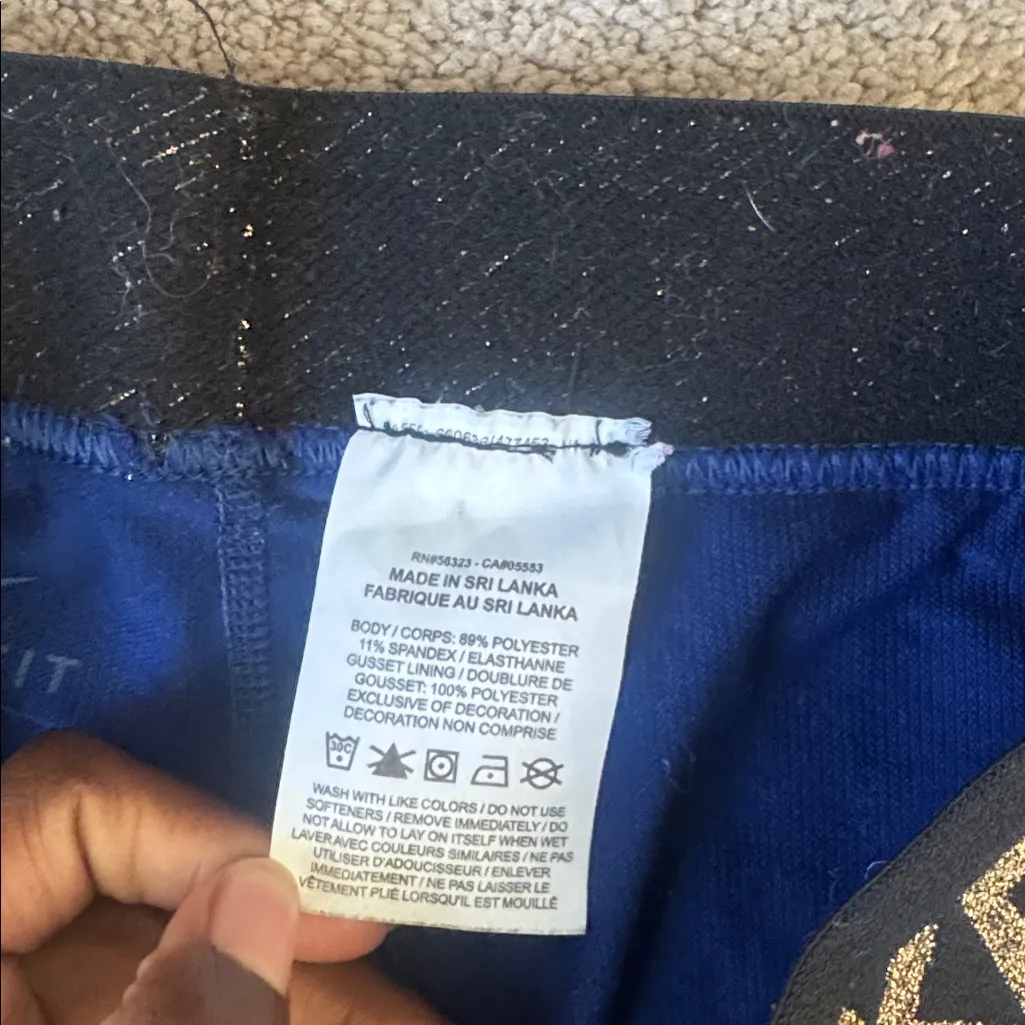 RN#56323 - CA#05553
MADE IN SRI LANKA
FABRIQUE AU SRI LANKA
BODY / CORPS: 89% POLYESTER
11% SPANDEX / ELASTHANNE
GUSSET LINING / DOUBLURE DE
GOUSSET: 100% POLYESTER
EXCLUSIVE OF DECORATION /
DECORATION NON COMPRISE
30C
WASH WITH LIKE COLORS / DO NOT USE
SOFTENERS / REMOVE IMMEDIATELY / DO
NOT ALLOW TO LAY ON ITSELF WHEN WET
LAVER AVEC COULEURS SIMILAIRES / NE PAS
UTILISER D'ADOUCISSEUR / ENLEVER
IMMEDIATEMENT / NE PAS LAISSER LE
VÊTEMENT PLIÉ LORSQU'IL EST MOUILLÉ
IT